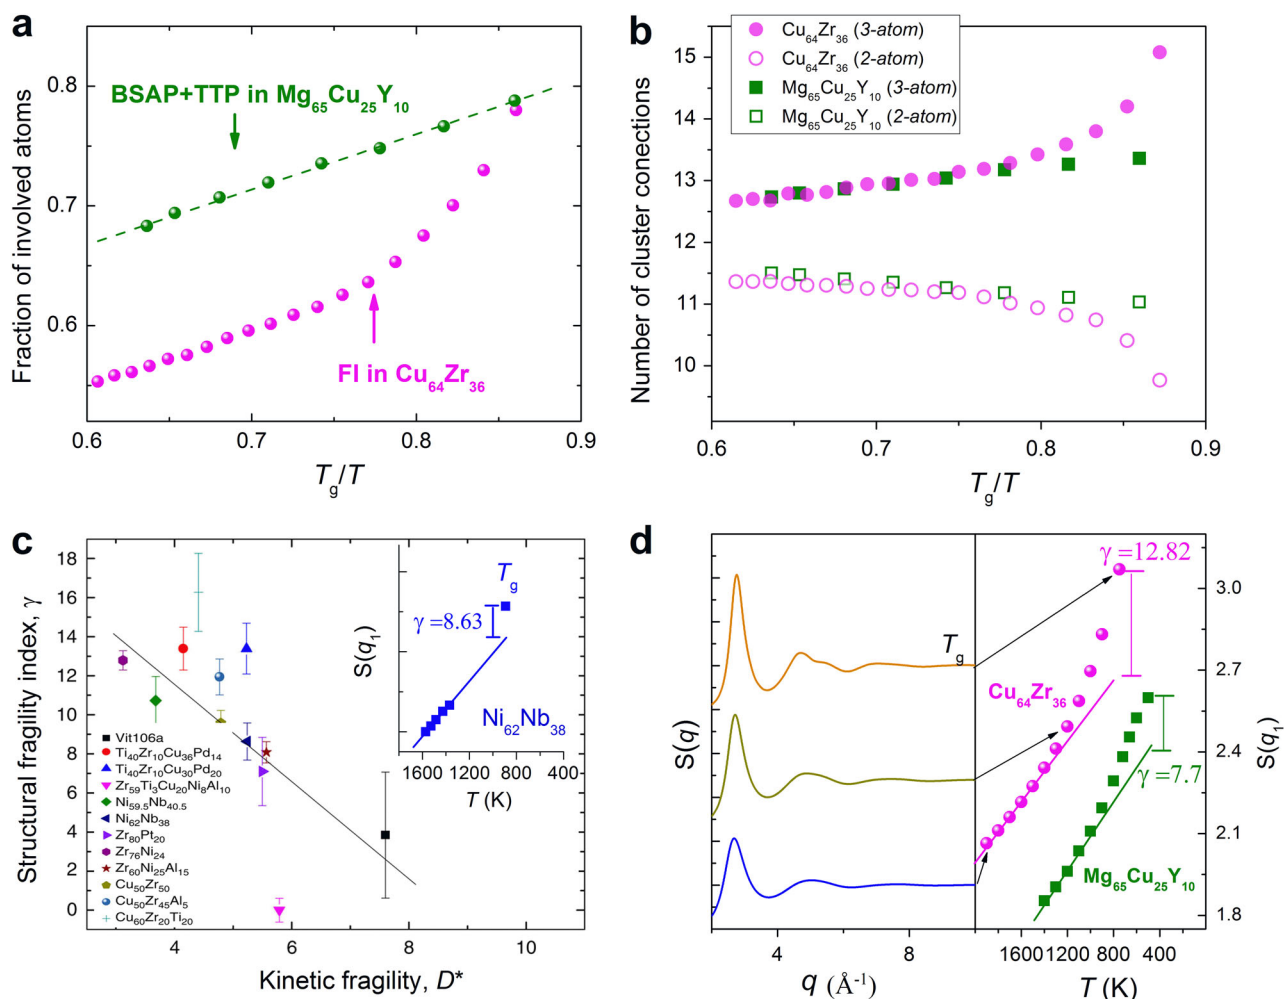 a
Fraction of involved atoms
0.8
0.7
0.6
BSAP+TTP in Mg65Cu25Y10
FI in Cu64Zr36
0.6 0.7 0.8 0.9
Tg/T
b
Number of cluster conections
15
14
13
12
11
10
Cu64Zr36 (3-atom)
Cu64Zr36 (2-atom)
Mg65Cu25Y10 (3-atom)
Mg65Cu25Y10 (2-atom)
0.6 0.7 0.8 0.9
Tg/T
c
Structural fragility index, γ
18
16
14
12
10
8
6
4
2
0
Vit106a
Ti40Zr10Cu36Pd14
Ti40Zr10Cu30Pd20
Zr59Ti3Cu20Ni8Al10
Ni59.5Nb40.5
Ni62Nb38
Zr80Pt20
Zr76Ni24
Zr60Ni25Al15
Cu50Zr50
Cu50Zr45Al5
Cu60Zr20Ti20
4 6 8 10
Kinetic fragility, D*
S(q1)
Tg
γ=8.63
Ni62Nb38
1600 1200 800 400
T (K)
d
S(q)
Tg
4 8
q (Å-1)
γ=12.82
Cu64Zr36
γ=7.7
Mg65Cu25Y10
1600 1200 800 400
T (K)
3.0
2.7
2.4
2.1
1.8
S(q1)